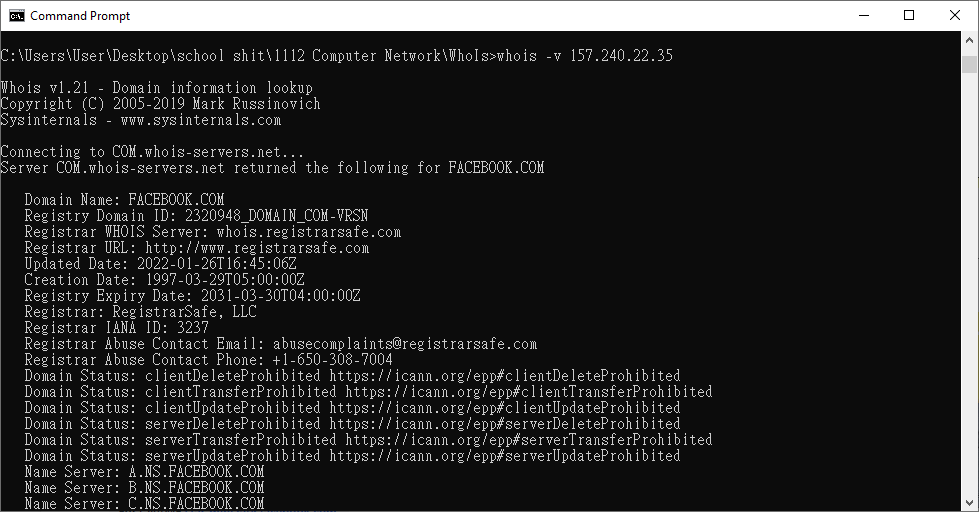 Command Prompt
C:\Users\User\Desktop\school shit\1112 Computer Network\WhoIs>whois -v 157.240.22.35
Whois v1.21 - Domain information lookup
Copyright (C) 2005-2019 Mark Russinovich
Sysinternals - www.sysinternals.com
Connecting to COM.whois-servers.net...
Server COM.whois-servers.net returned the following for FACEBOOK.COM
Domain Name: FACEBOOK.COM
Registry Domain ID: 2320948_DOMAIN_COM-VRSN
Registrar WHOIS Server: whois.registrarsafe.com
Registrar URL: http://www.registrarsafe.com
Updated Date: 2022-01-26T16:45:06Z
Creation Date: 1997-03-29T05:00:00Z
Registry Expiry Date: 2031-03-30T04:00:00Z
Registrar: RegistrarSafe, LLC
Registrar IANA ID: 3237
Registrar Abuse Contact Email: abusecomplaints@registrarsafe.com
Registrar Abuse Contact Phone: +1-650-308-7004
Domain Status: clientDeleteProhibited https://icann.org/epp#clientDeleteProhibited
Domain Status: clientTransferProhibited https://icann.org/epp#clientTransferProhibited
Domain Status: clientUpdateProhibited https://icann.org/epp#clientUpdateProhibited
Domain Status: serverDeleteProhibited https://icann.org/epp#serverDeleteProhibited
Domain Status: serverTransferProhibited https://icann.org/epp#serverTransferProhibited
Domain Status: serverUpdateProhibited https://icann.org/epp#serverUpdateProhibited
Name Server: A.NS.FACEBOOK.COM
Name Server: B.NS.FACEBOOK.COM
Name Server: C.NS.FACEBOOK.COM